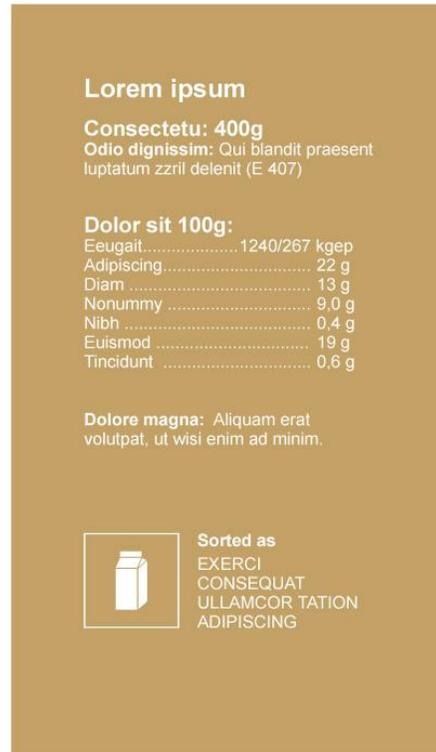 Lorem ipsum
Consectetu: 400g
Odio dignissim: Qui blandit praesent
luptatum zzril delenit (E 407)
Dolor sit 100g:
Eeugait....................1240/267 kgep
Adipiscing............................... 22 g
Diam ...................................... 13 g
Nonummy .............................. 9,0 g
Nibh ....................................... 0,4 g
Euismod ................................ 19 g
Tincidunt ............................... 0,6 g
Dolore magna: Aliquam erat
volutpat, ut wisi enim ad minim.
Sorted as
EXERCI
CONSEQUAT
ULLAMCOR TATION
ADIPISCING